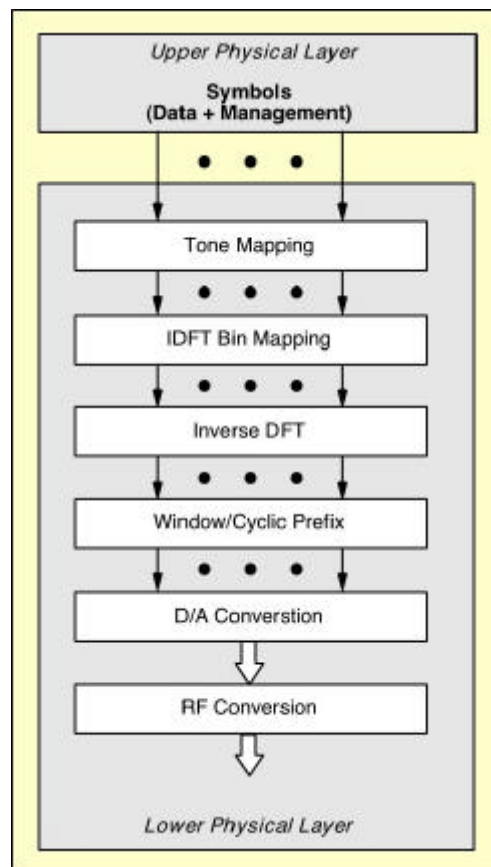 Upper Physical Layer
Symbols
(Data + Management)
Tone Mapping
IDFT Bin Mapping
Inverse DFT
Window/Cyclic Prefix
D/A Converstion
RF Conversion
Lower Physical Layer